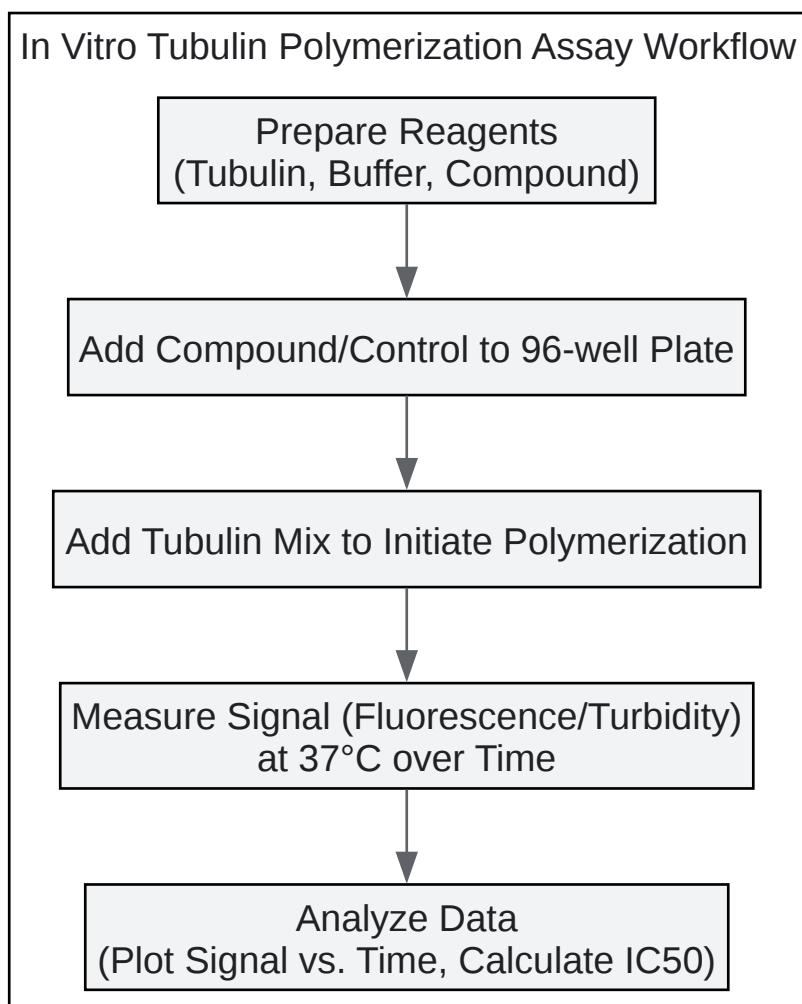 In Vitro Tubulin Polymerization Assay Workflow
Prepare Reagents
(Tubulin, Buffer, Compound)
Add Compound/Control to 96-well Plate
Add Tubulin Mix to Initiate Polymerization
Measure Signal (Fluorescence/Turbidity)
at 37°C over Time
Analyze Data
(Plot Signal vs. Time, Calculate IC50)